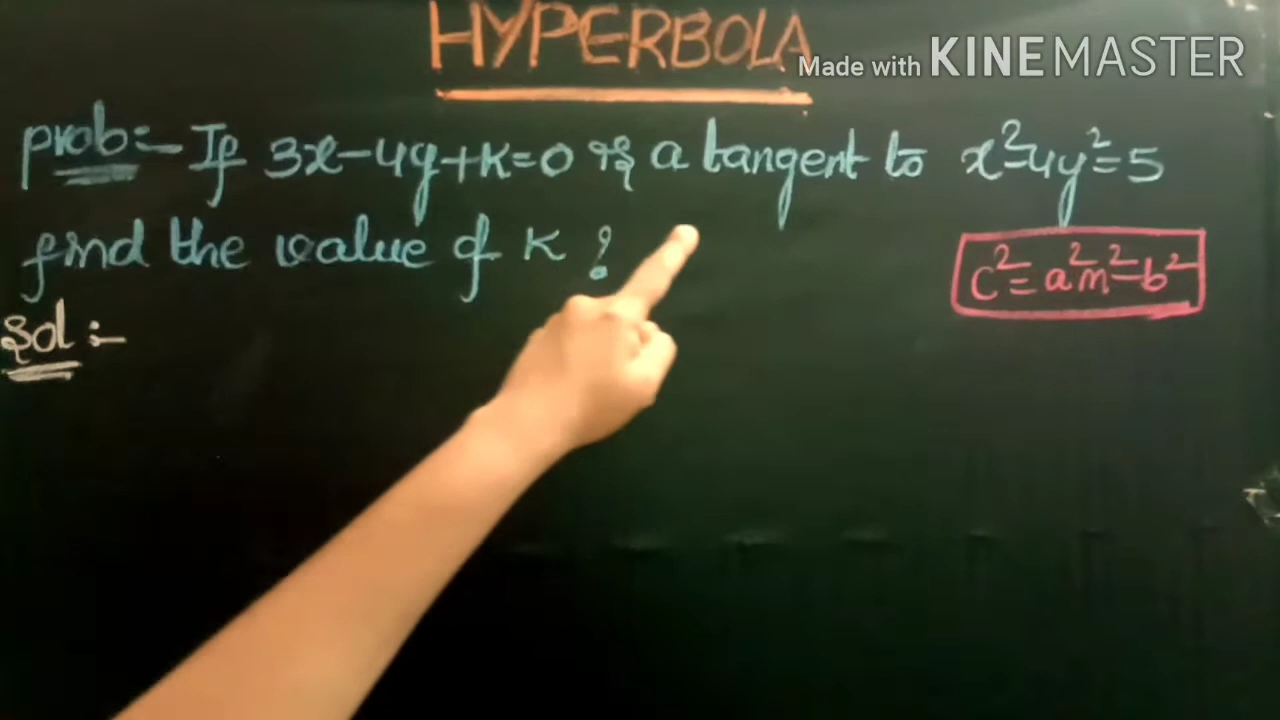 HYPERBOLA
Made with KINEMASTER
prob:- If 3x-4y+k=0 is a tangent to x²-4y²=5
find the value of k ?
c²=a²m²-b²
Sol :-